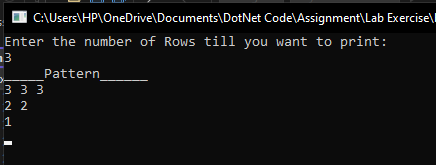 C:\Users\HP\OneDrive\Documents\DotNet Code\Assignment\Lab Exercise\
Enter the number of Rows till you want to print:
3
_____Pattern______
3 3 3
2 2
1